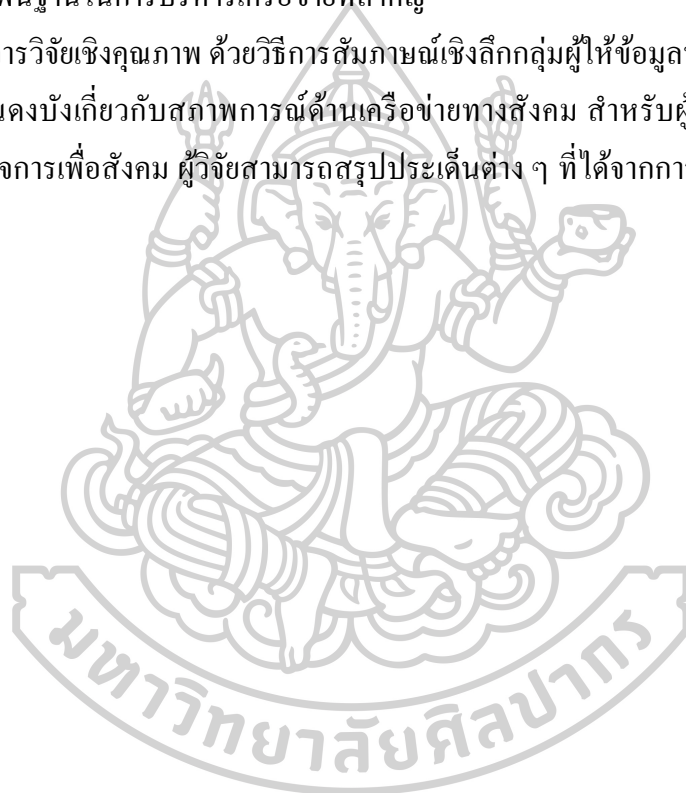 พื้นฐานในการบริหารเครือข่ายที่สำคัญ
ารวิจัยเชิงคุณภาพ ด้วยวิธีการสัมภาษณ์เชิงลึกกลุ่มผู้ให้ข้อมูล
แดงบังเกี่ยวกับสภาพการณ์ด้านเครือข่ายทางสังคม สำหรับผู้
จการเพื่อสังคม ผู้วิจัยสามารถสรุปประเด็นต่าง ๆ ที่ได้จากกา
มหาวิทยาลัยศิลปากร